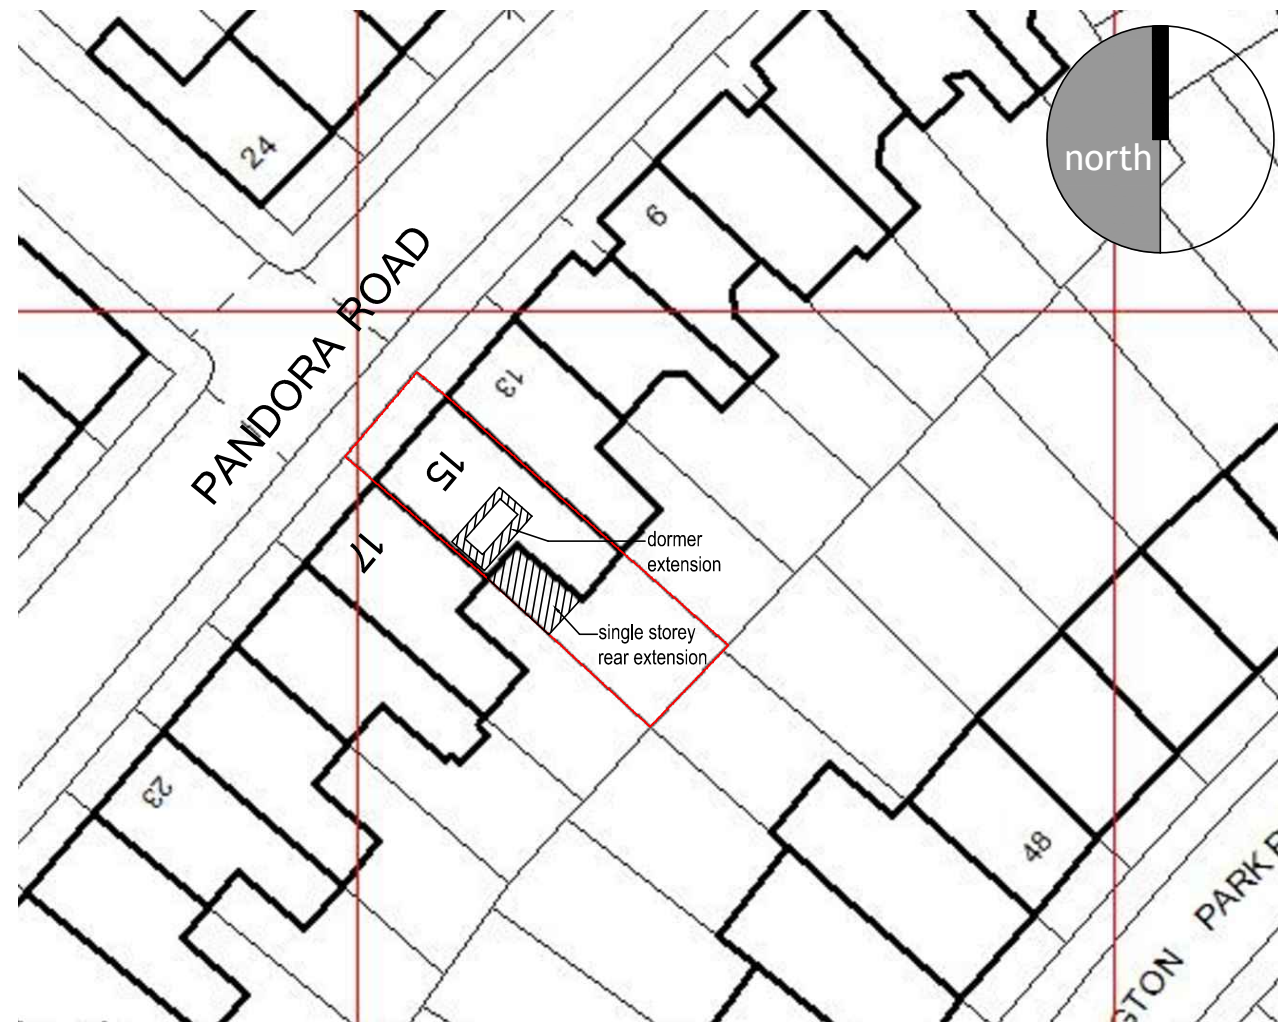 24
north
9
PANDORA ROAD
13
15
17
dormer
extension
single storey
rear extension
23
48
GTON PARK R